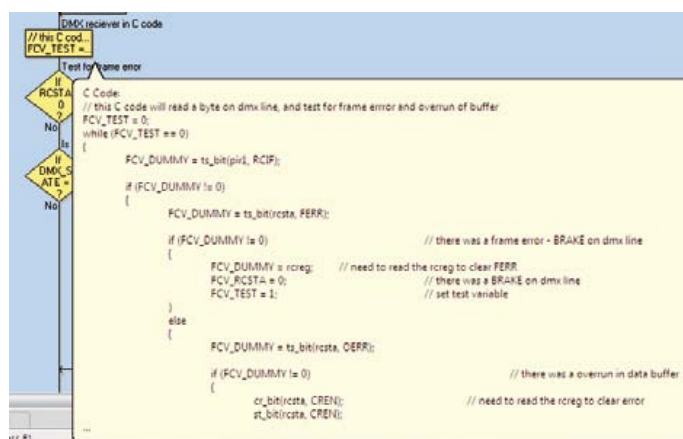 DMX reciever in C code
// this C cod...
FCV_TEST =...
Test for frame error
If
RCSTA
0
?
No
Is
If
DMX_S
ATE =
?
No
C Code:
// this C code will read a byte on dmx line, and test for frame errror and overrun of buffer
FCV_TEST = 0;
while (FCV_TEST == 0)
{
FCV_DUMMY = ts_bit(pir1, RCIF);
if (FCV_DUMMY != 0)
{
FCV_DUMMY = ts_bit(rcsta, FERR);
if (FCV_DUMMY != 0) // there was a frame error - BRAKE on dmx line
{
FCV_DUMMY = rcreg; // need to read the rcreg to clear FERR
FCV_RCSTA = 0; // there was a BRAKE on dmx line
FCV_TEST = 1; // set test variable
}
else
{
FCV_DUMMY = ts_bit(rcsta, OERR);
if (FCV_DUMMY != 0) // there was a overrun in data buffer
{
cr_bit(rcsta, CREN); // need to read the rcreg to clear error
st_bit(rcsta, CREN);
...